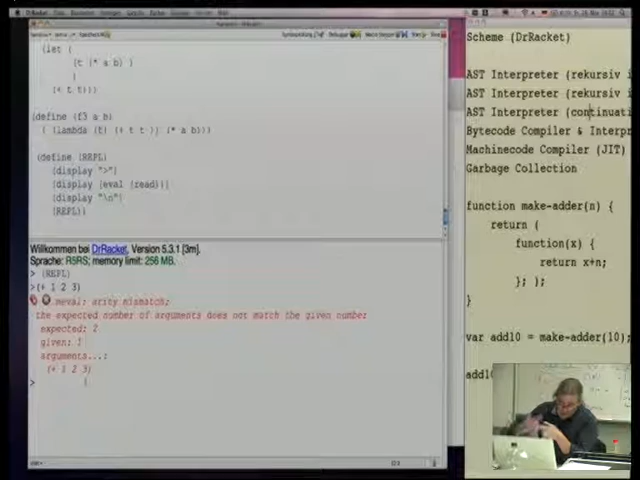 (let (
(t (* a b) )
)
(+ t t)))
(define (f3 a b)
( (lambda (t) (+ t t )) (* a b)))
(define (REPL)
(display ">")
(display (eval (read)))
(display "\n")
(REPL))
Willkommen bei DrRacket, Version 5.3.1 [3m].
Sprache: R5RS; memory limit: 256 MB.
> (REPL)
>(+ 1 2 3)
meval: arity mismatch;
the expected number of arguments does not match the given number
expected: 2
given: 1
arguments...:
(+ 1 2 3)
>
Scheme (DrRacket)
AST Interpreter (rekursiv i
AST Interpreter (rekursiv i
AST Interpreter (continuati
Bytecode Compiler & Interpr
Machinecode Compiler (JIT)
Garbage Collection
function make-adder(n) {
return (
function(x) {
return x+n;
}; );
}
var add10 = make-adder(10);
add10